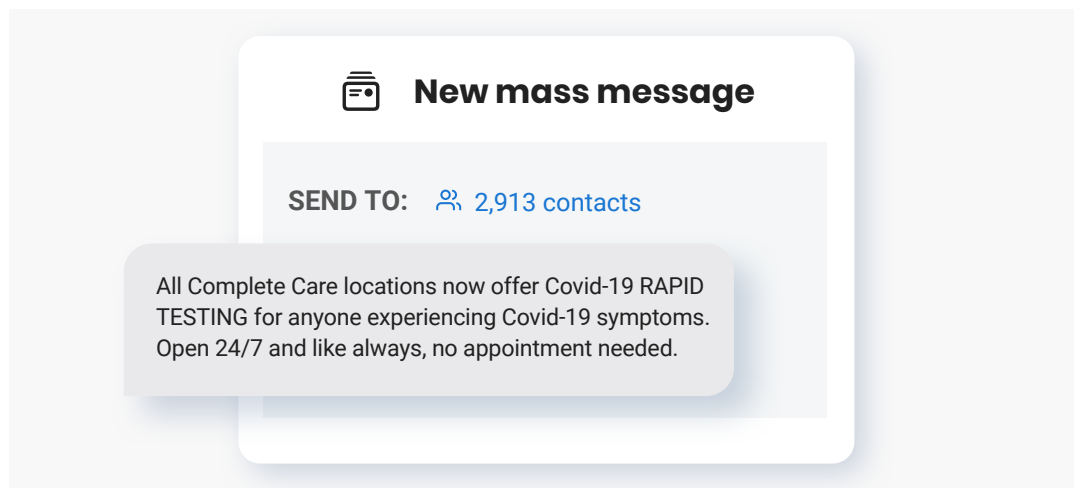 New mass message
SEND TO: 2,913 contacts
All Complete Care locations now offer Covid-19 RAPID
TESTING for anyone experiencing Covid-19 symptoms.
Open 24/7 and like always, no appointment needed.